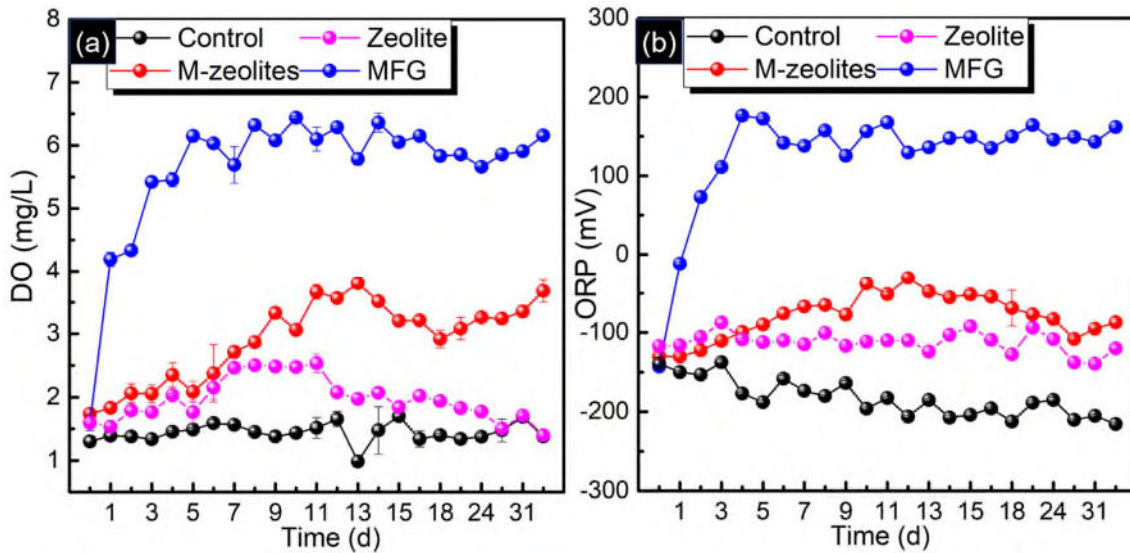 (a)
Control
Zeolite
M-zeolites
MFG
8
7
6
5
4
3
2
1
DO (mg/L)
1 3 5 7 9 11 13 15 18 24 31
Time (d)
(b)
Control
Zeolite
M-zeolites
MFG
300
200
100
0
-100
-200
-300
ORP (mV)
1 3 5 7 9 11 13 15 18 24 31
Time (d)